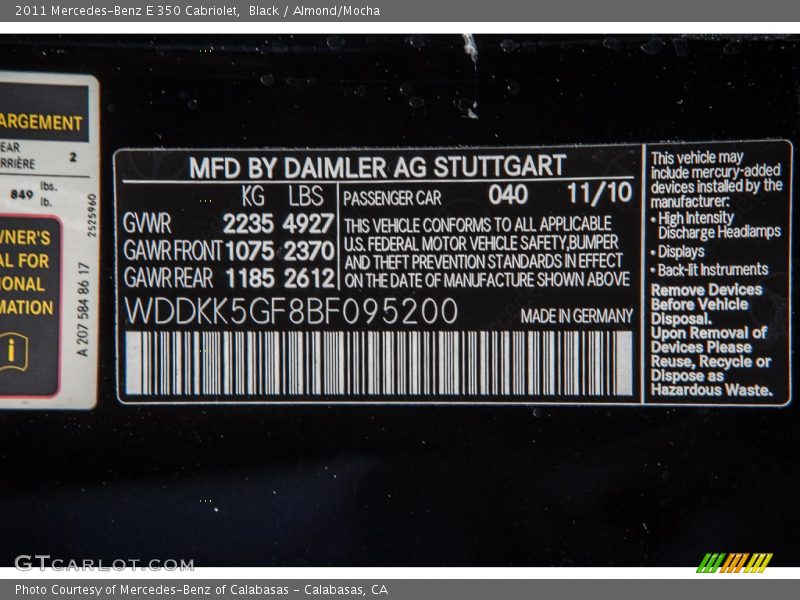 2011 Mercedes-Benz E 350 Cabriolet, Black / Almond/Mocha
ARGEMENT
EAR
RRIÈRE
2
849 lbs.
lb.
WNER'S
AL FOR
IONAL
MATION
i
2525960
A 207 584 86 17
MFD BY DAIMLER AG STUTTGART
KG LBS
GVWR 2235 4927
GAWR FRONT 1075 2370
GAWR REAR 1185 2612
PASSENGER CAR 040 11/10
THIS VEHICLE CONFORMS TO ALL APPLICABLE
U.S. FEDERAL MOTOR VEHICLE SAFETY,BUMPER
AND THEFT PREVENTION STANDARDS IN EFFECT
ON THE DATE OF MANUFACTURE SHOWN ABOVE
WDDKK5GF8BF095200
MADE IN GERMANY
This vehicle may
include mercury-added
devices installed by the
manufacturer:
• High Intensity
Discharge Headlamps
• Displays
• Back-lit Instruments
Remove Devices
Before Vehicle
Disposal.
Upon Removal of
Devices Please
Reuse, Recycle or
Dispose as
Hazardous Waste.
GTCARLOT.COM
Photo Courtesy of Mercedes-Benz of Calabasas - Calabasas, CA